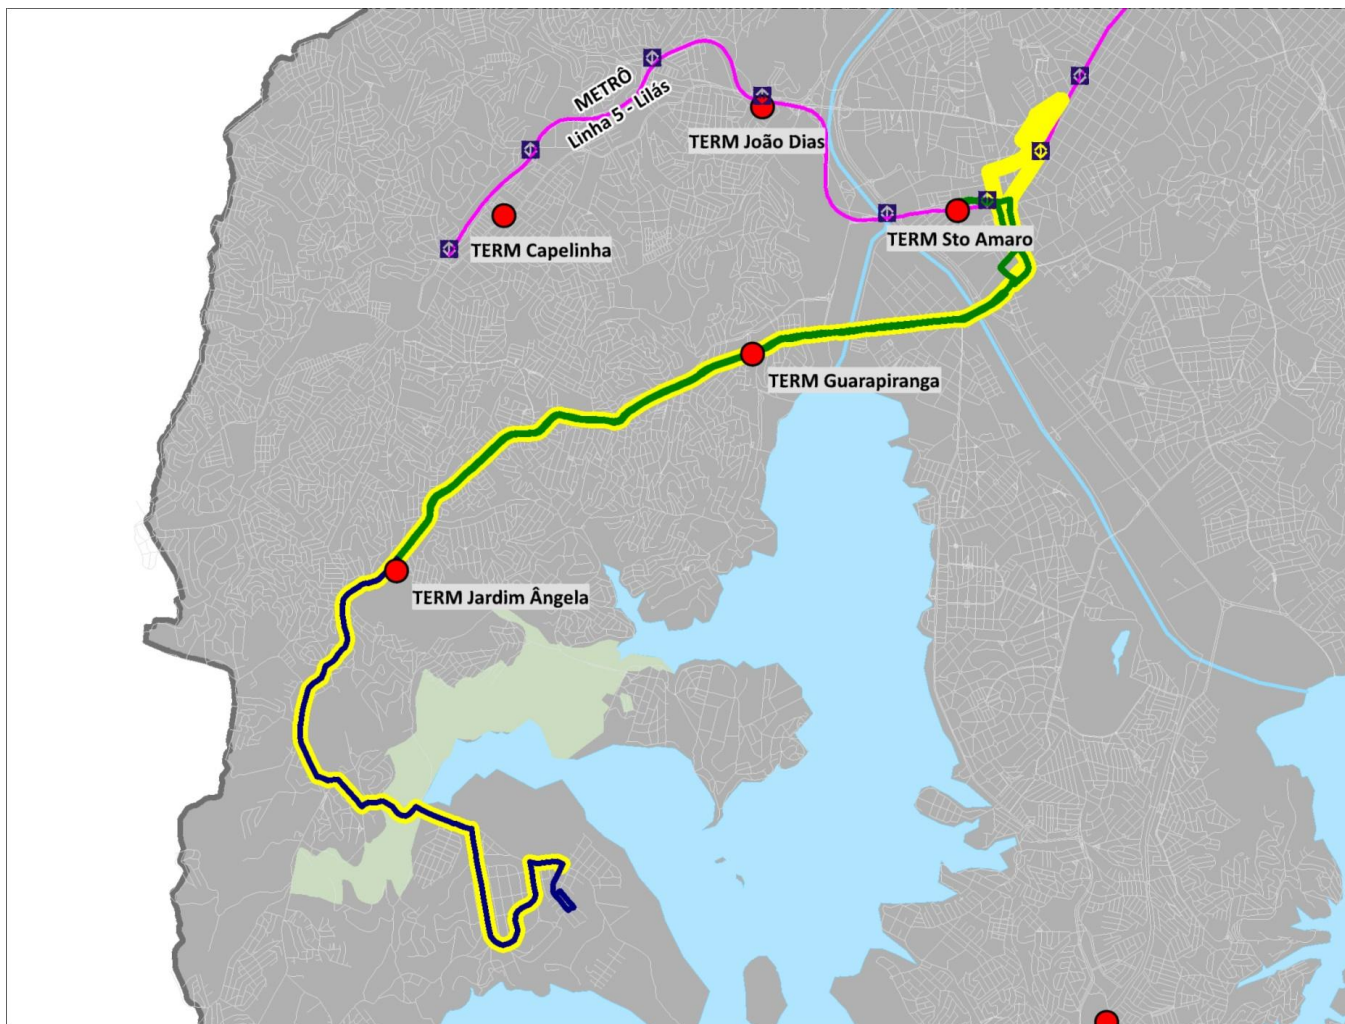 METRÔ
Linha 5 - Lilás
TERM João Dias
TERM Capelinha
TERM Sto Amaro
TERM Guarapiranga
TERM Jardim Ângela